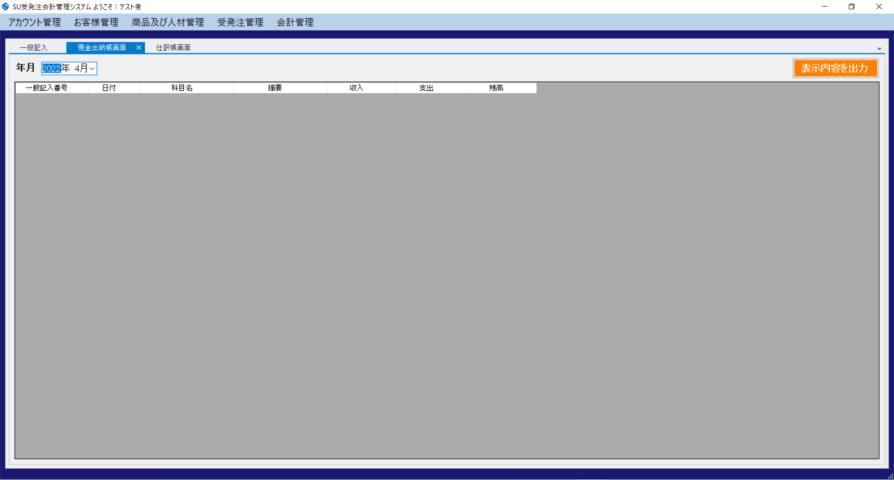 SU受発注会計管理システム ようこそ：テスト者
アカウント管理 お客様管理 商品及び人材管理 受発注管理 会計管理
一般記入 現金出納帳画面 × 仕訳帳画面
年月 2022年 4月 表示内容を出力
一般記入番号 日付 科目名 摘要 収入 支出 残高